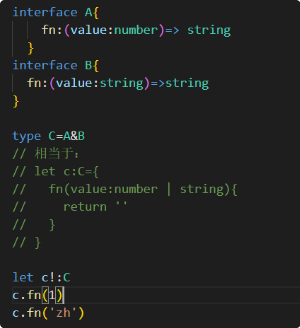 interface A{
fn:(value:number)=> string
}
interface B{
fn:(value:string)=>string
}
type C=A&B
// 相当于:
// let c:C={
//   fn(value:number | string){
//     return ''
//   }
// }
let c!:C
c.fn(1)
c.fn('zh')